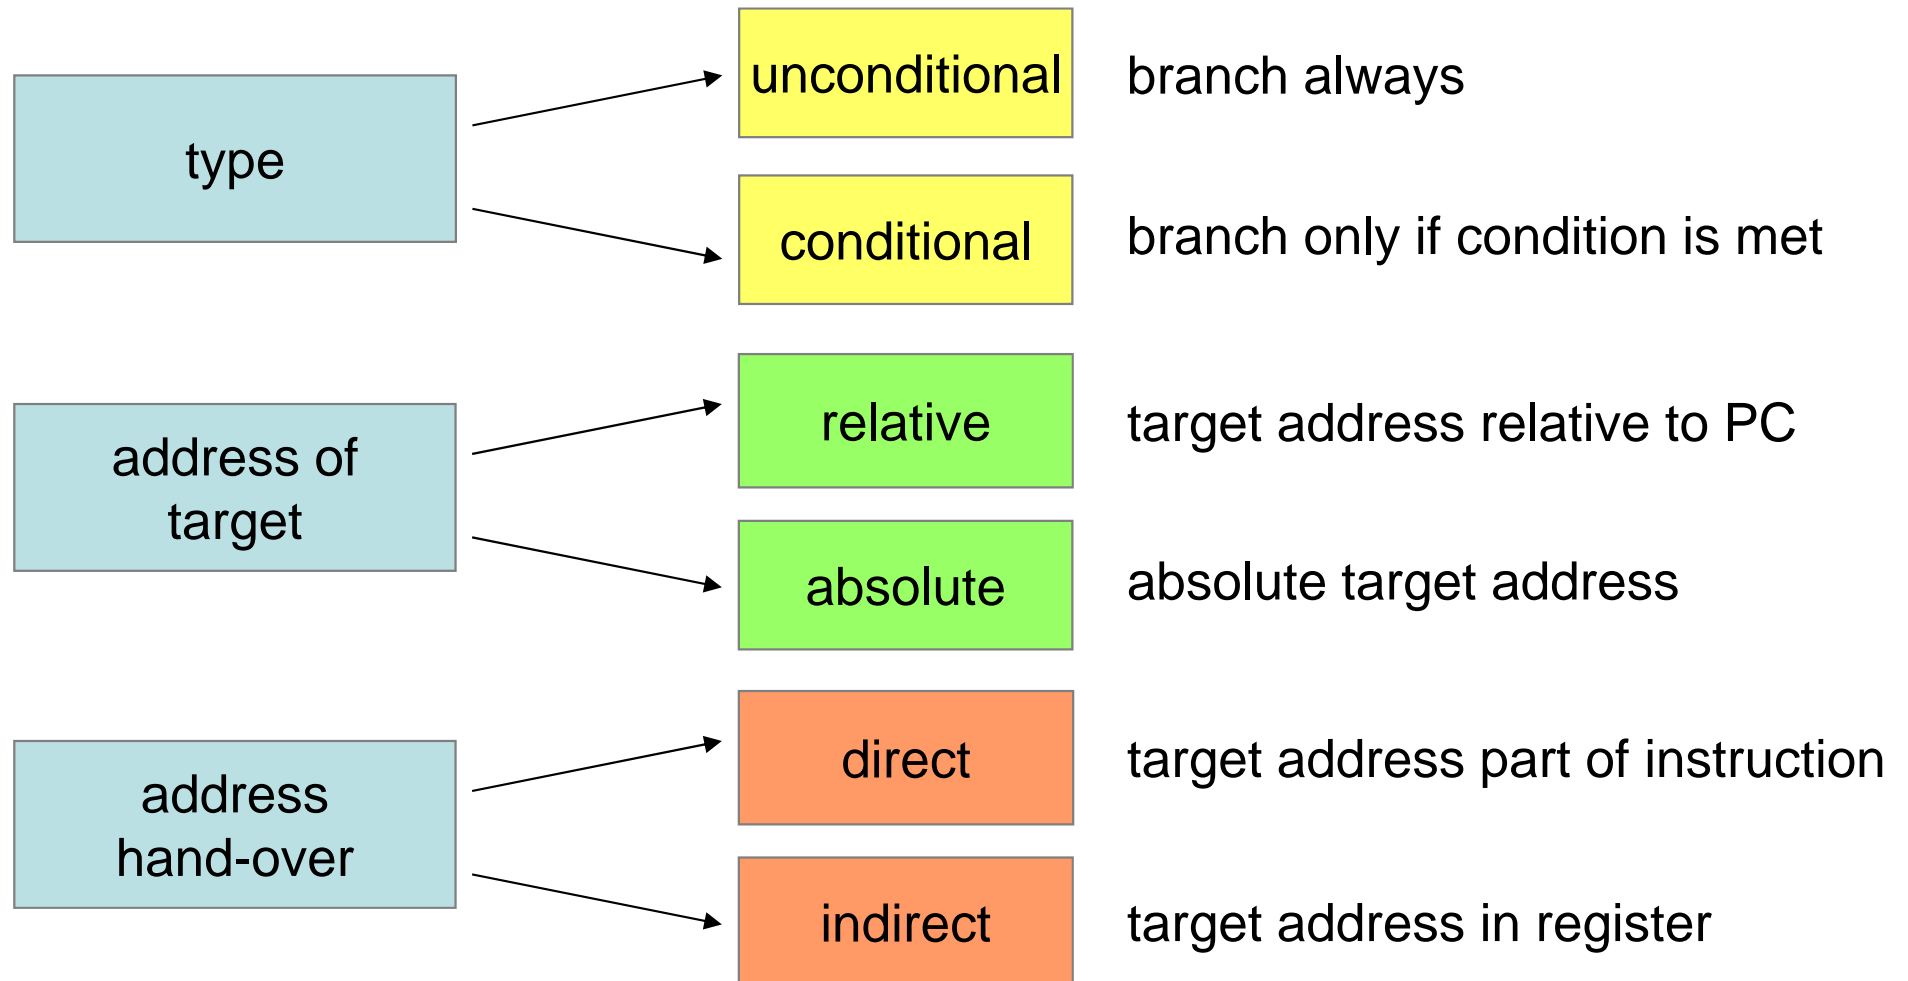 type
unconditional
branch always
conditional
branch only if condition is met
address of
target
relative
target address relative to PC
absolute
absolute target address
address
hand-over
direct
target address part of instruction
indirect
target address in register